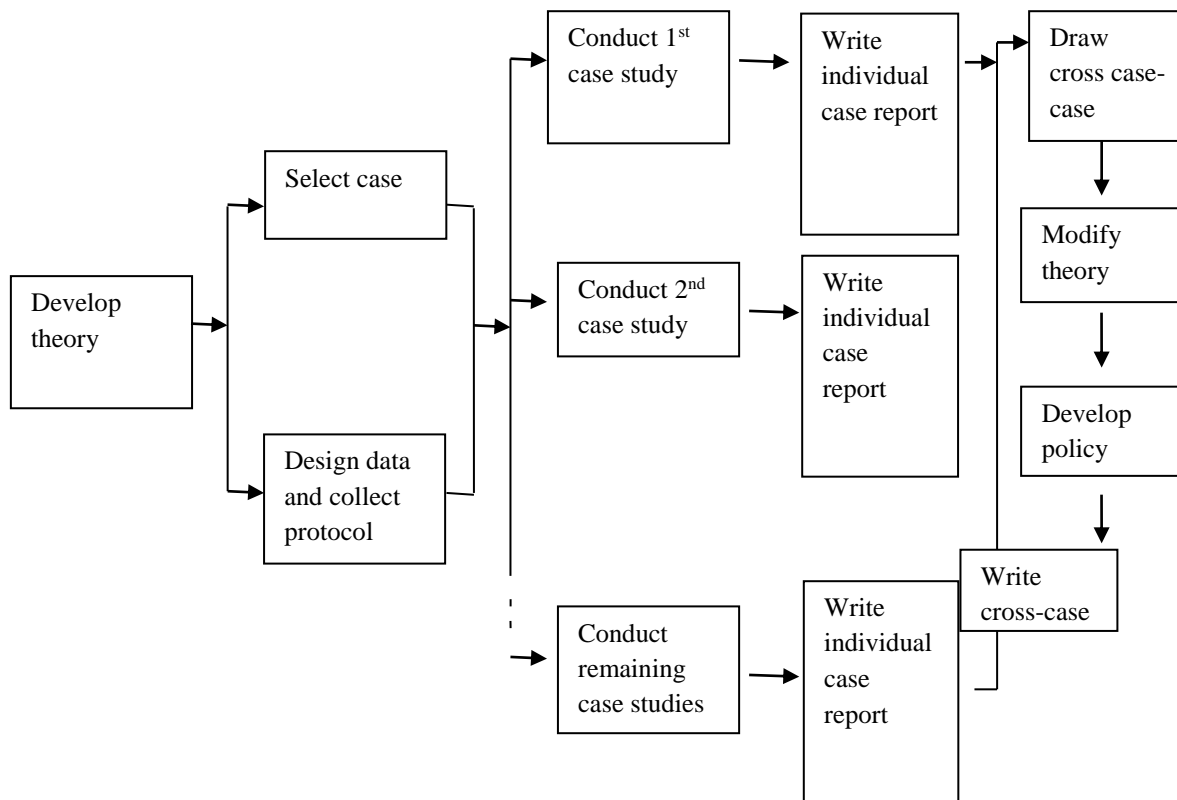 Develop
theory
Select case
Design data
and collect
protocol
Conduct 1st
case study
Write
individual
case report
Conduct 2nd
case study
Write
individual
case
report
Conduct
remaining
case studies
Write
individual
case
report
Draw
cross case-
case
Modify
theory
Develop
policy
Write
cross-case